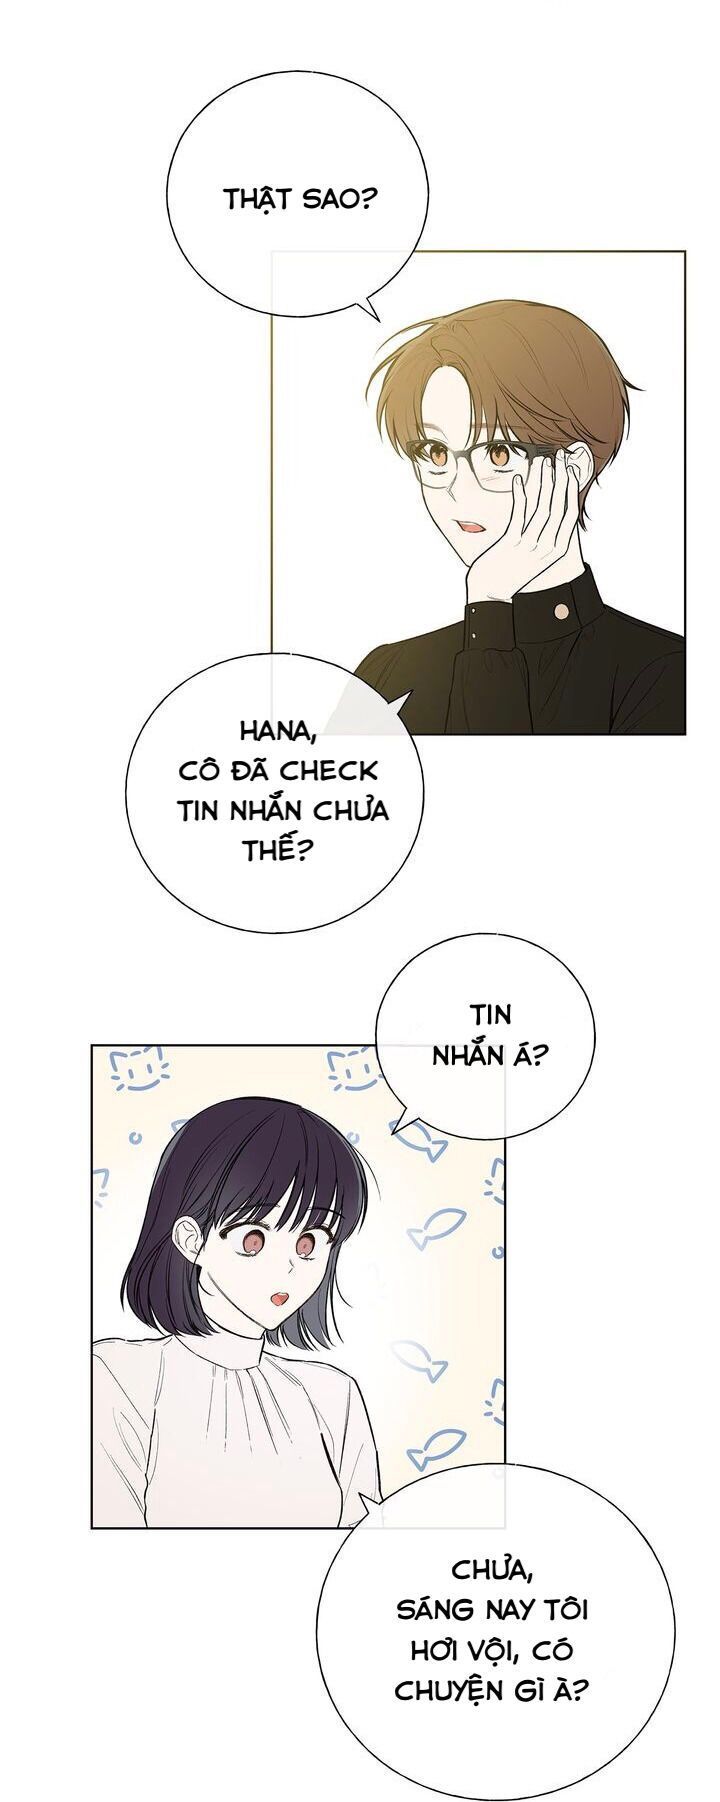 THẬT SAO?
HANA,
CÔ ĐÃ CHECK
TIN NHẮN CHƯA
THẾ?
TIN
NHẮN Á?
CHƯA,
SÁNG NAY TÔI
HƠI VỘI, CÓ
CHUYỆN GÌ À?